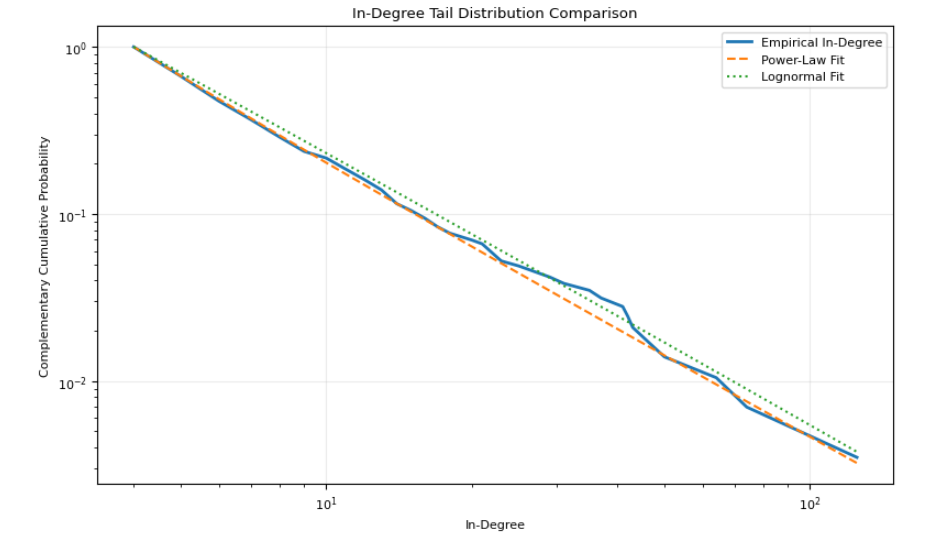 In-Degree Tail Distribution Comparison
Empirical In-Degree
Power-Law Fit
Lognormal Fit
Complementary Cumulative Probability
10⁰
10⁻¹
10⁻²
10¹
10²
In-Degree